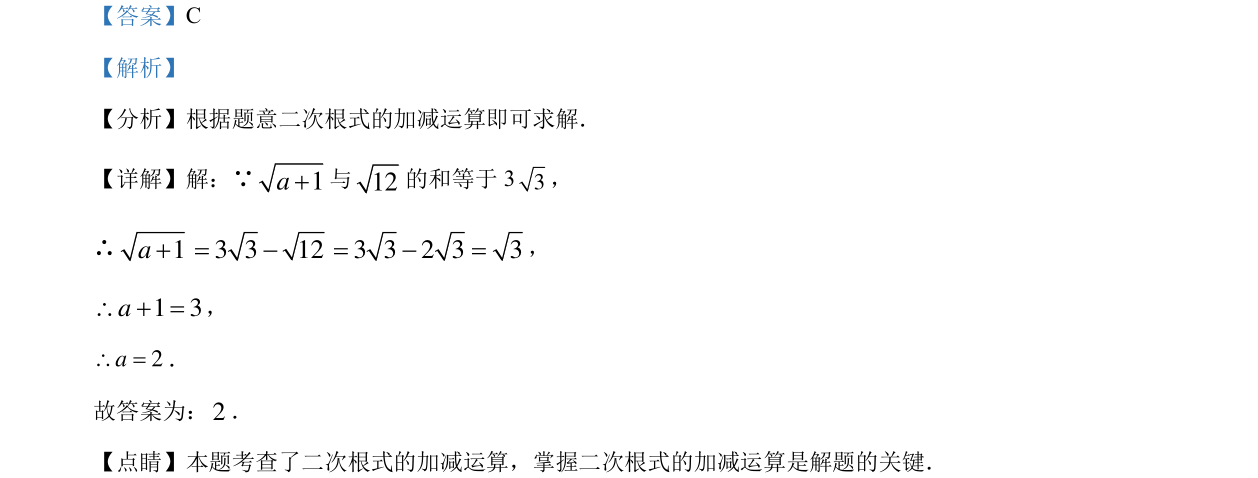 【答案】C
【解析】
【分析】根据题意二次根式的加减运算即可求解．
【详解】解：∵√(a+1)与√12的和等于3√3，
∴√(a+1)=3√3−√12=3√3−2√3=√3，
∴a+1=3，
∴a=2．
故答案为：2．
【点睛】本题考查了二次根式的加减运算，掌握二次根式的加减运算是解题的关键．